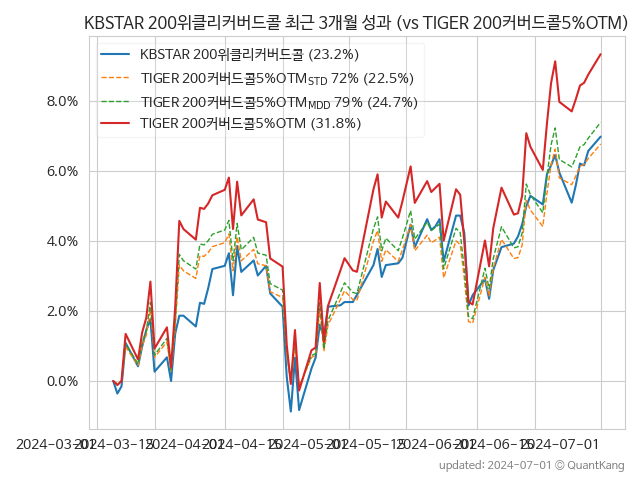 KBSTAR 200위클리커버드콜 최근 3개월 성과 (vs TIGER 200커버드콜5%OTM)
KBSTAR 200위클리커버드콜 (23.2%)
TIGER 200커버드콜5%OTM STD 72% (22.5%)
TIGER 200커버드콜5%OTM MDD 79% (24.7%)
TIGER 200커버드콜5%OTM (31.8%)
8.0%
6.0%
4.0%
2.0%
0.0%
2024-03-01 2024-03-15 2024-04-01 2024-04-15 2024-05-01 2024-05-15 2024-06-01 2024-06-15 2024-07-01
updated: 2024-07-01 © QuantKang